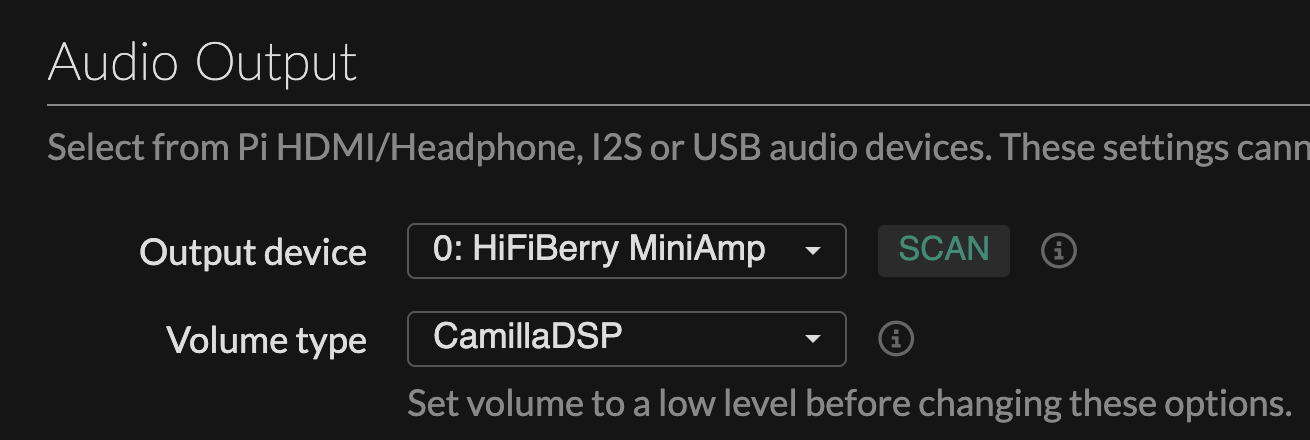 Audio Output
Select from Pi HDMI/Headphone, I2S or USB audio devices. These settings cann
Output device 0: HiFiBerry MiniAmp SCAN
Volume type CamillaDSP
Set volume to a low level before changing these options.